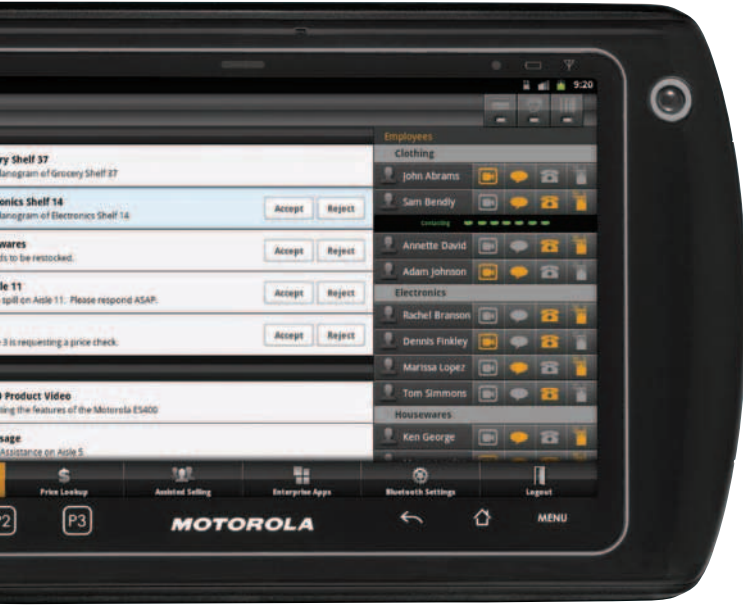 9:20
Employees
Clothing
ry Shelf 37
lanogram of Grocery Shelf 37
John Abrams
onics Shelf 14
lanogram of Electronics Shelf 14
Accept Reject
Sam Bendly
Contacting
wares
ds to be restocked.
Accept Reject
Annette David
Adam Johnson
le 11
spill on Aisle 11. Please respond ASAP.
Accept Reject
Electronics
Rachel Branson
3 is requesting a price check.
Accept Reject
Dennis Finkley
Marissa Lopez
Product Video
ting the features of the Motorola ES400
Tom Simmons
Housewares
sage
Assistance on Aisle 5
Ken George
Price Lookup
Assisted Selling
Enterprise Apps
Bluetooth Settings
Logout
P2
P3
MOTOROLA
MENU